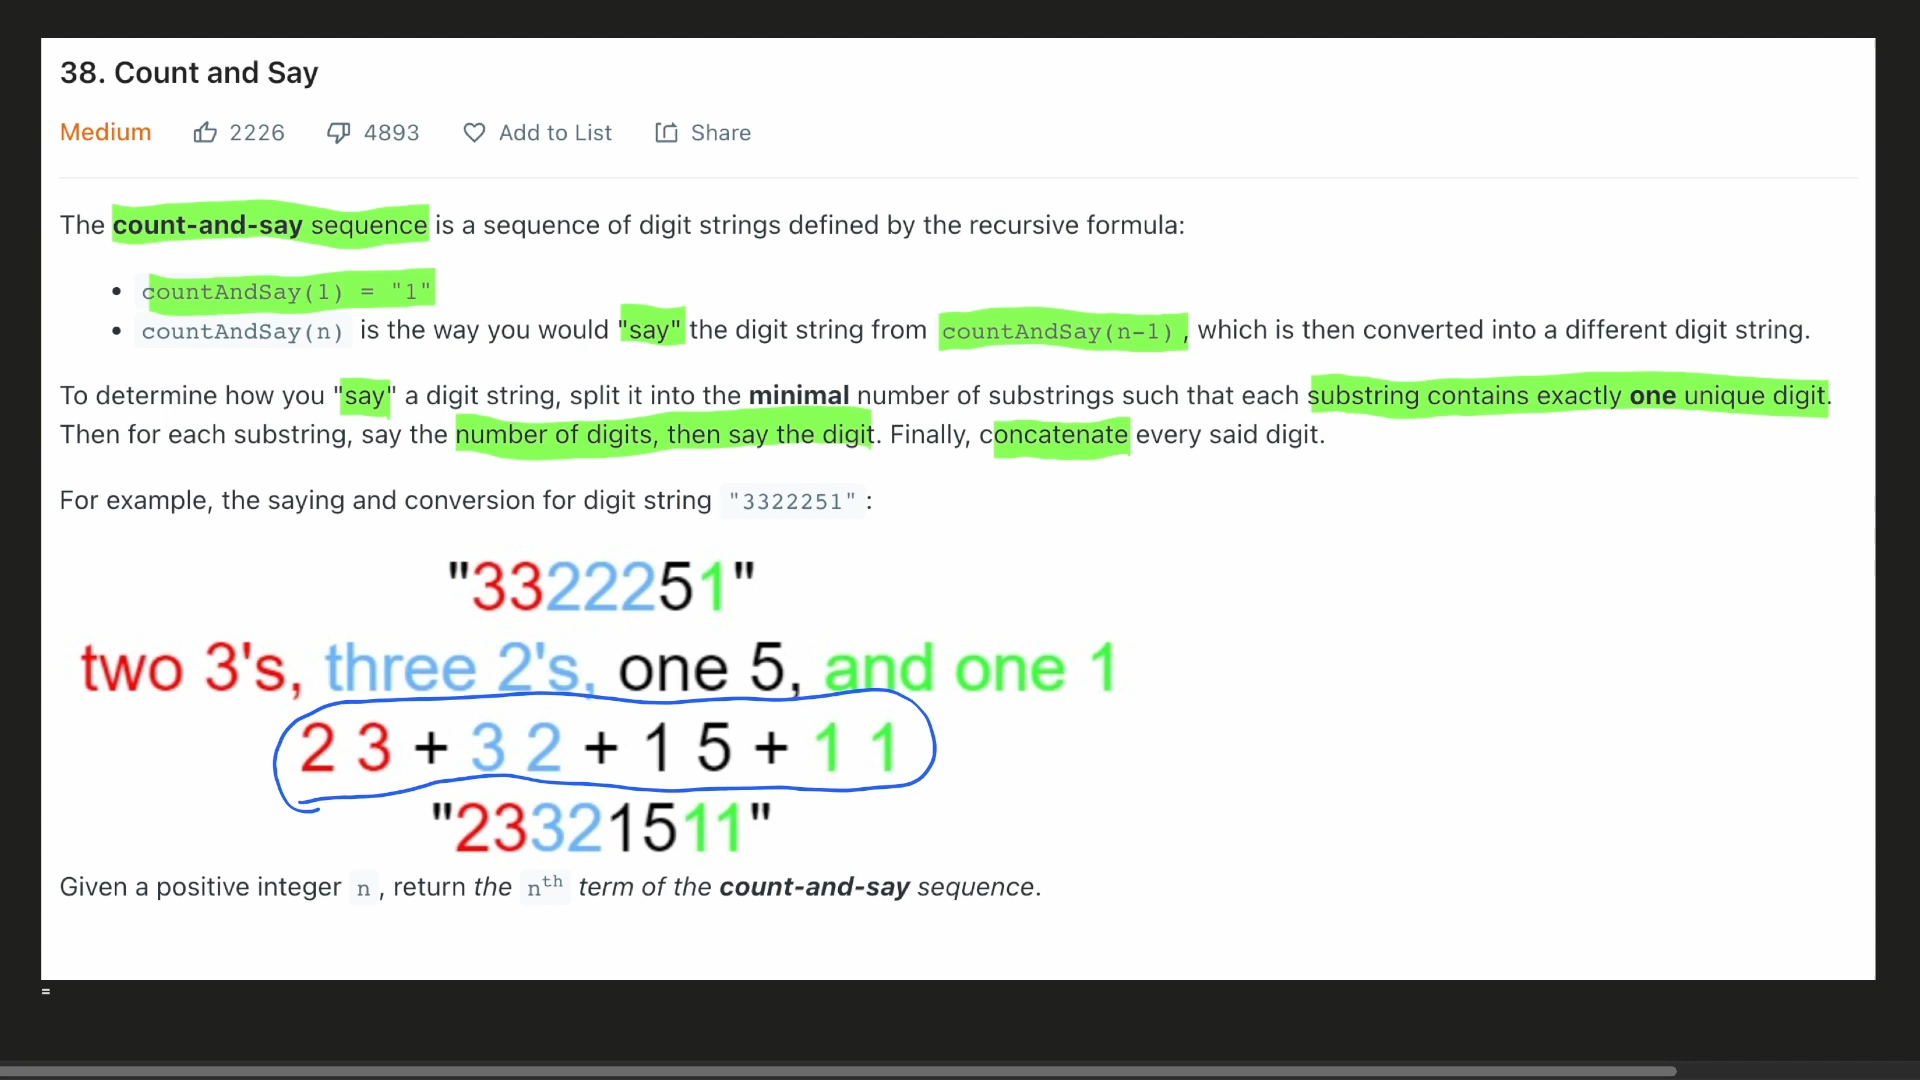 38. Count and Say
Medium 2226 4893 Add to List Share
The count-and-say sequence is a sequence of digit strings defined by the recursive formula:
• countAndSay(1) = "1"
• countAndSay(n) is the way you would "say" the digit string from countAndSay(n-1), which is then converted into a different digit string.
To determine how you "say" a digit string, split it into the minimal number of substrings such that each substring contains exactly one unique digit.
Then for each substring, say the number of digits, then say the digit. Finally, concatenate every said digit.
For example, the saying and conversion for digit string "3322251":
"3322251"
two 3's, three 2's, one 5, and one 1
2 3 + 3 2 + 1 5 + 1 1
"23321511"
Given a positive integer n, return the nth term of the count-and-say sequence.
=